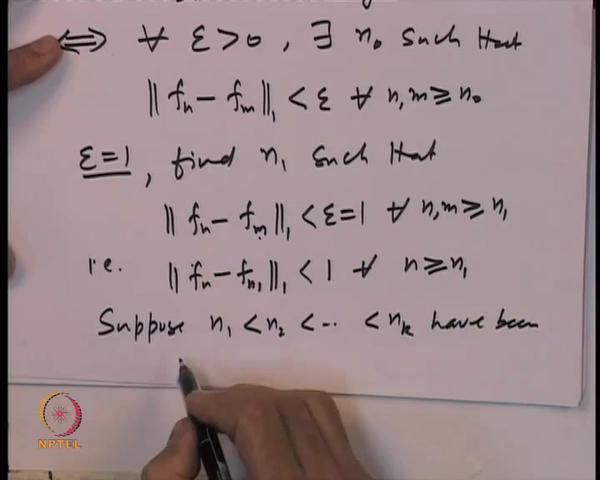 ⟺ ∀ ε>0, ∃ n₀ such that
‖fₙ − fₘ‖₁ < ε ∀ n,m ≥ n₀
ε=1, find n₁ such that
‖fₙ − fₘ‖₁ < ε=1 ∀ n,m ≥ n₁
i.e. ‖fₙ − fₙ₁‖₁ < 1 ∀ n ≥ n₁
Suppose n₁ < n₂ < ... < nₖ have been
NPTEL